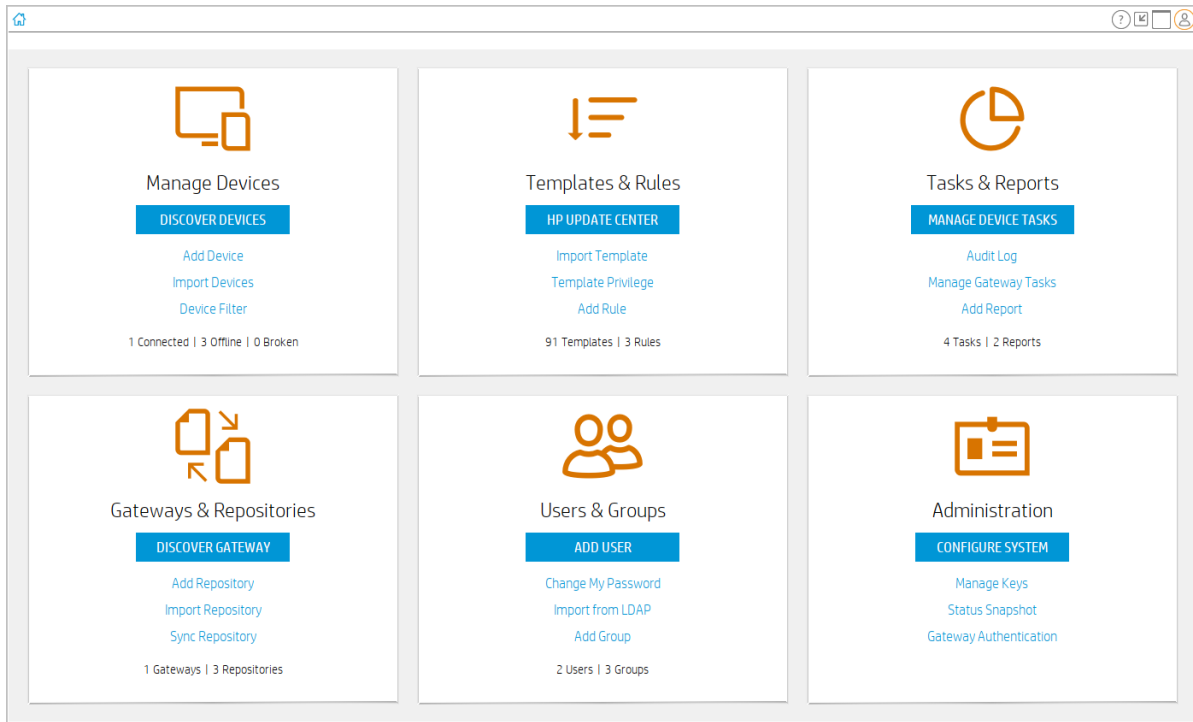 ?
Manage Devices
DISCOVER DEVICES
Add Device
Import Devices
Device Filter
1 Connected | 3 Offline | 0 Broken
Templates & Rules
HP UPDATE CENTER
Import Template
Template Privilege
Add Rule
91 Templates | 3 Rules
Tasks & Reports
MANAGE DEVICE TASKS
Audit Log
Manage Gateway Tasks
Add Report
4 Tasks | 2 Reports
Gateways & Repositories
DISCOVER GATEWAY
Add Repository
Import Repository
Sync Repository
1 Gateways | 3 Repositories
Users & Groups
ADD USER
Change My Password
Import from LDAP
Add Group
2 Users | 3 Groups
Administration
CONFIGURE SYSTEM
Manage Keys
Status Snapshot
Gateway Authentication